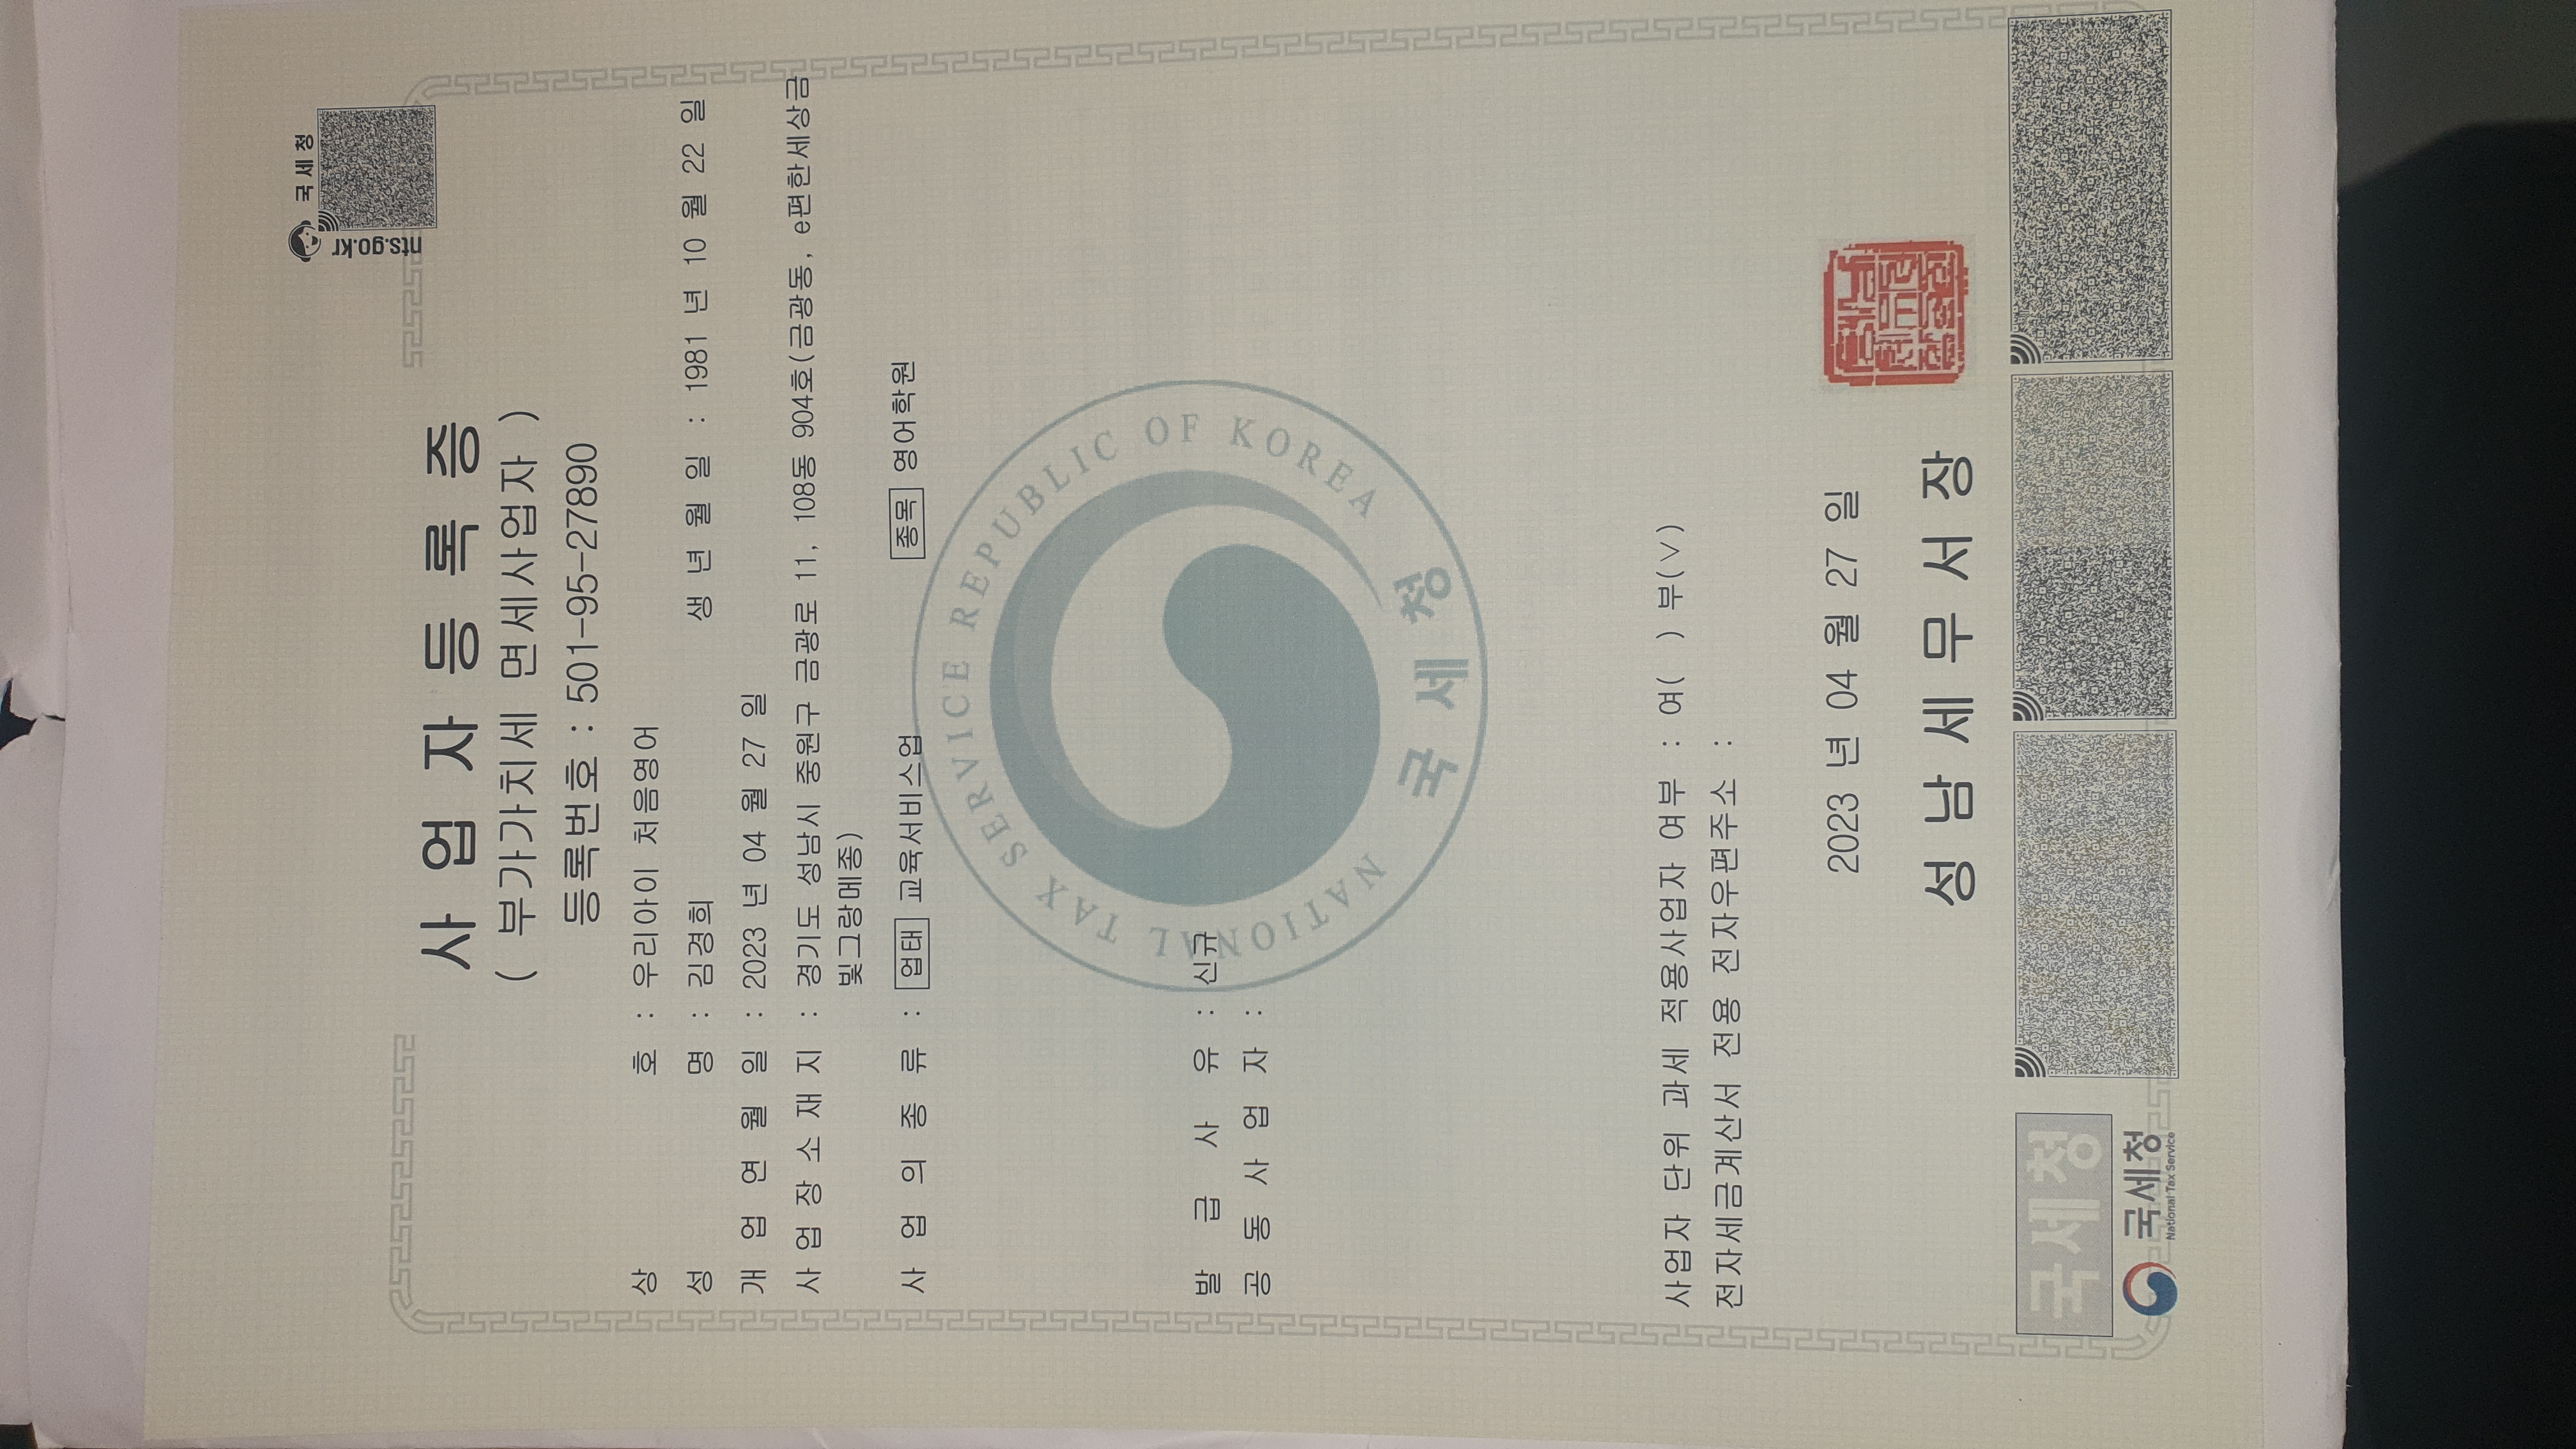 국세청
nts.go.kr
사업자등록증
( 부가가치세 면세사업자 )
등록번호 : 501-95-27890
상 호 : 우리아이 처음영어
성 명 : 김경희 생 년 월 일 : 1981 년 10 월 22 일
개 업 연 월 일 : 2023 년 04 월 27 일
사 업 장 소 재 지 : 경기도 성남시 중원구 금광로 11, 108동 904호(금광동, e편한세상금
빛그랑메종)
사 업 의 종 류 : 업태 교육서비스업 종목 영어학원
NATIONAL TAX SERVICE REPUBLIC OF KOREA
국세청
발 급 사 유 : 신규
공 동 사 업 자 :
사업자 단위 과세 적용사업자 여부 : 여( ) 부(∨)
전자세금계산서 전용 전자우편주소 :
2023 년 04 월 27 일
성 남 세 무 서 장
국세청
국세청
National Tax Service